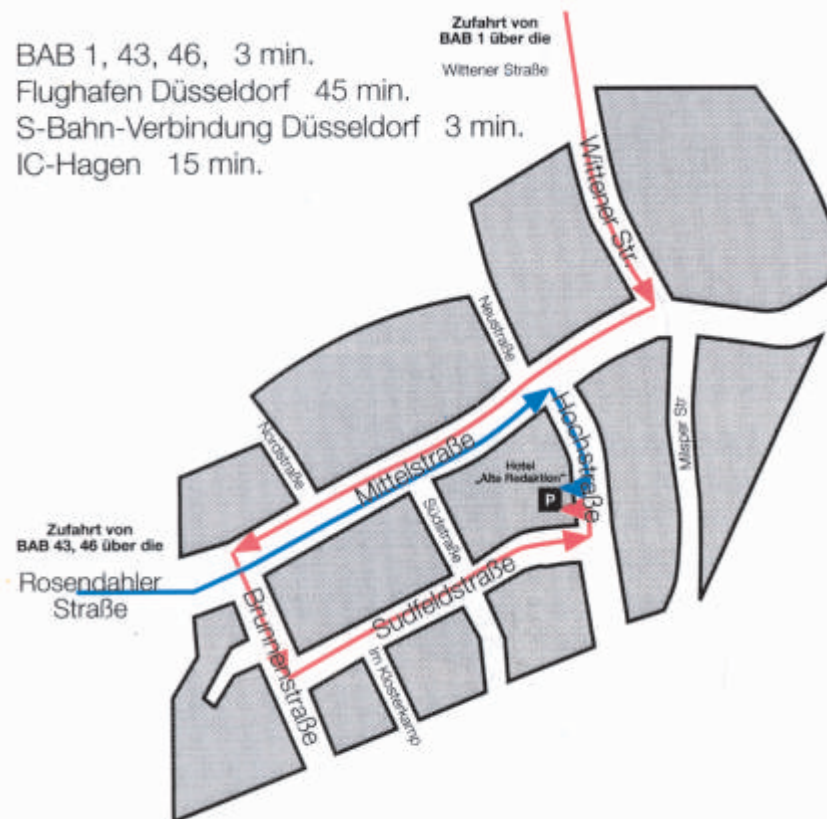 Zufahrt von
BAB 1 über die
Wittener Straße
BAB 1, 43, 46, 3 min.
Flughafen Düsseldorf 45 min.
S-Bahn-Verbindung Düsseldorf 3 min.
IC-Hagen 15 min.
Wittener Str.
Neustraße
Hochstraße
Milsper Str
Nordstraße
Mittelstraße
Hotel
„Alte Redaktion“
P
Südstraße
Zufahrt von
BAB 43, 46 über die
Rosendahler
Straße
Südfeldstraße
Brunnenstraße
Im Klosterkamp